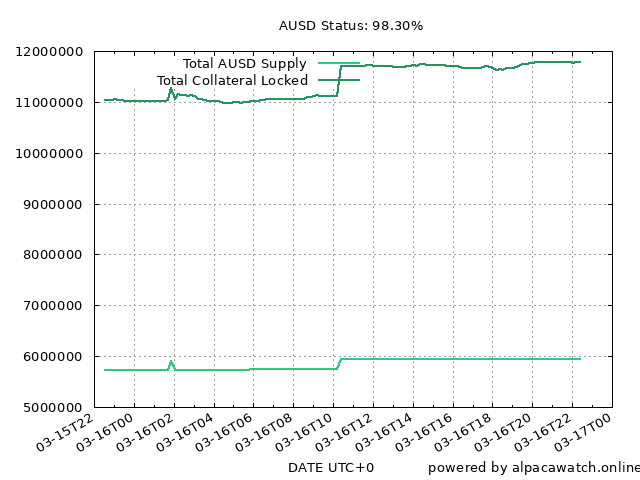 AUSD Status: 98.30%
12000000
Total AUSD Supply
Total Collateral Locked
11000000
10000000
9000000
8000000
7000000
6000000
5000000
03-15T22
03-16T00
03-16T02
03-16T04
03-16T06
03-16T08
03-16T10
03-16T12
03-16T14
03-16T16
03-16T18
03-16T20
03-16T22
03-17T00
DATE UTC+0
powered by alpacawatch.online